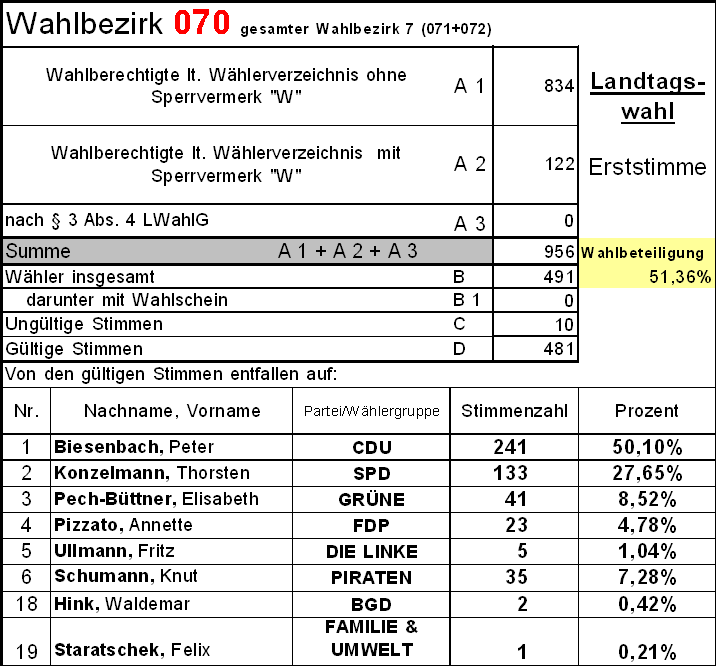 Wahlbezirk 070 gesamter Wahlbezirk 7 (071+072)
Wahlberechtigte lt. Wählerverzeichnis ohne
Sperrvermerk "W" A 1 834
Landtags-
wahl
Wahlberechtigte lt. Wählerverzeichnis mit
Sperrvermerk "W" A 2 122
Erststimme
nach § 3 Abs. 4 LWahlG A 3 0
Summe A 1 + A 2 + A 3 956 Wahlbeteiligung
Wähler insgesamt B 491 51,36%
darunter mit Wahlschein B 1 0
Ungültige Stimmen C 10
Gültige Stimmen D 481
Von den gültigen Stimmen entfallen auf:
Nr. Nachname, Vorname Partei/Wählergruppe Stimmenzahl Prozent
1 Biesenbach, Peter CDU 241 50,10%
2 Konzelmann, Thorsten SPD 133 27,65%
3 Pech-Büttner, Elisabeth GRÜNE 41 8,52%
4 Pizzato, Annette FDP 23 4,78%
5 Ullmann, Fritz DIE LINKE 5 1,04%
6 Schumann, Knut PIRATEN 35 7,28%
18 Hink, Waldemar BGD 2 0,42%
FAMILIE &
19 Staratschek, Felix UMWELT 1 0,21%